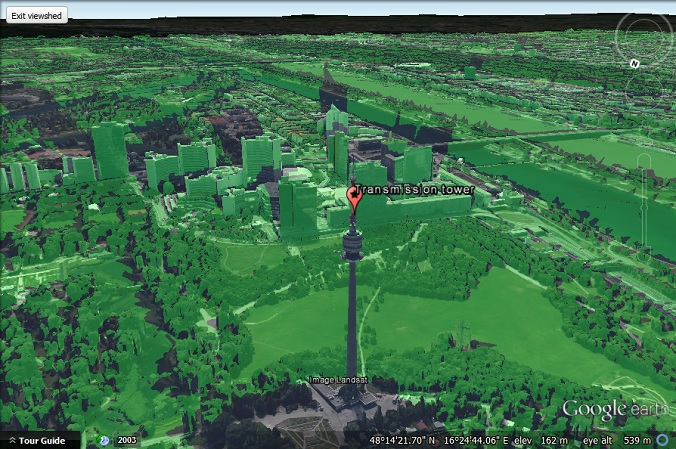 Exit viewshed
N
Transmission tower
Image Landsat
Google earth
Tour Guide
2003
48°14'21.70" N 16°24'44.06" E elev 162 m eye alt 539 m